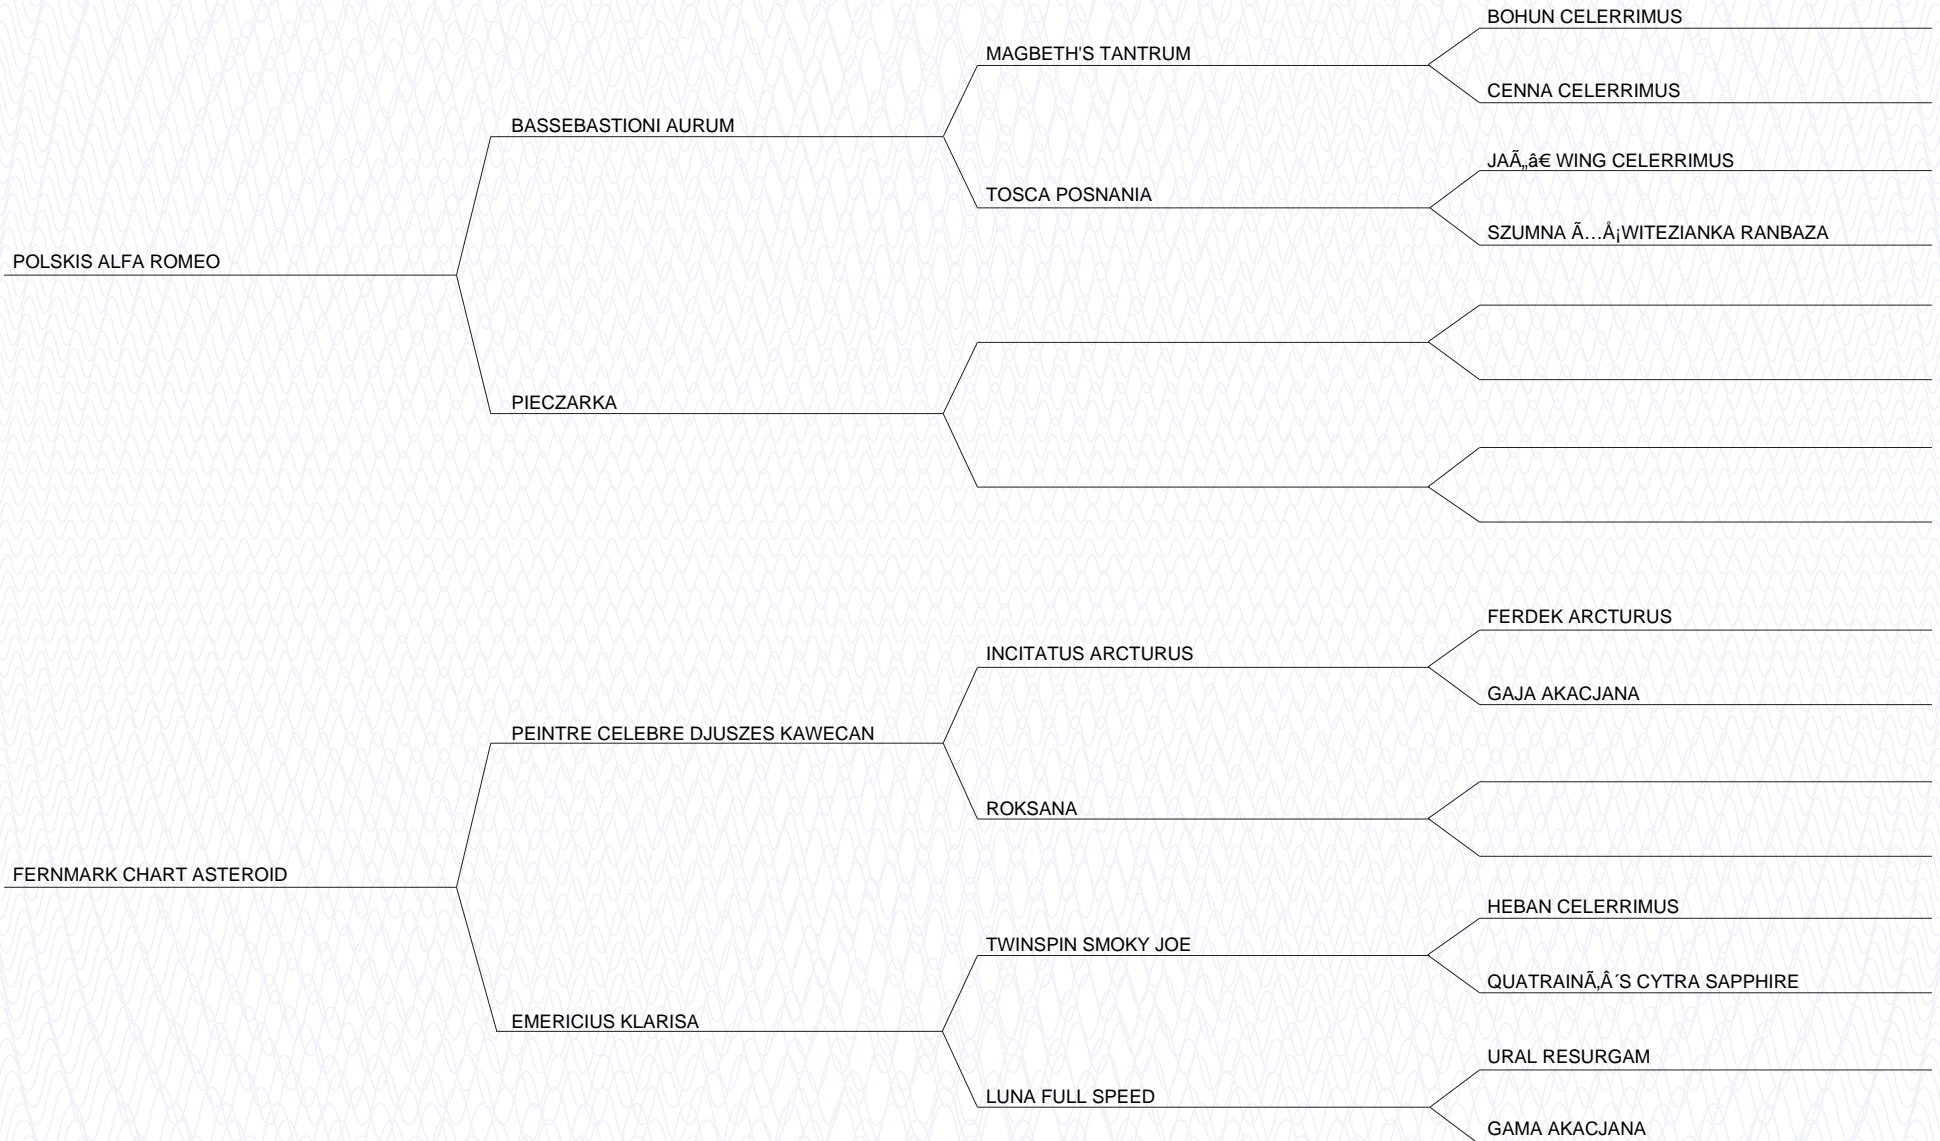 BOHUN CELERRIMUS
MAGBETH'S TANTRUM
CENNA CELERRIMUS
BASSEBASTIONI AURUM
JAÃ„â€ WING CELERRIMUS
TOSCA POSNANIA
SZUMNA Ã…Å¡WITEZIANKA RANBAZA
POLSKIS ALFA ROMEO
PIECZARKA
FERDEK ARCTURUS
INCITATUS ARCTURUS
GAJA AKACJANA
PEINTRE CELEBRE DJUSZES KAWECAN
ROKSANA
FERNMARK CHART ASTEROID
HEBAN CELERRIMUS
TWINSPIN SMOKY JOE
QUATRAINÃ‚Â´S CYTRA SAPPHIRE
EMERICIUS KLARISA
URAL RESURGAM
LUNA FULL SPEED
GAMA AKACJANA